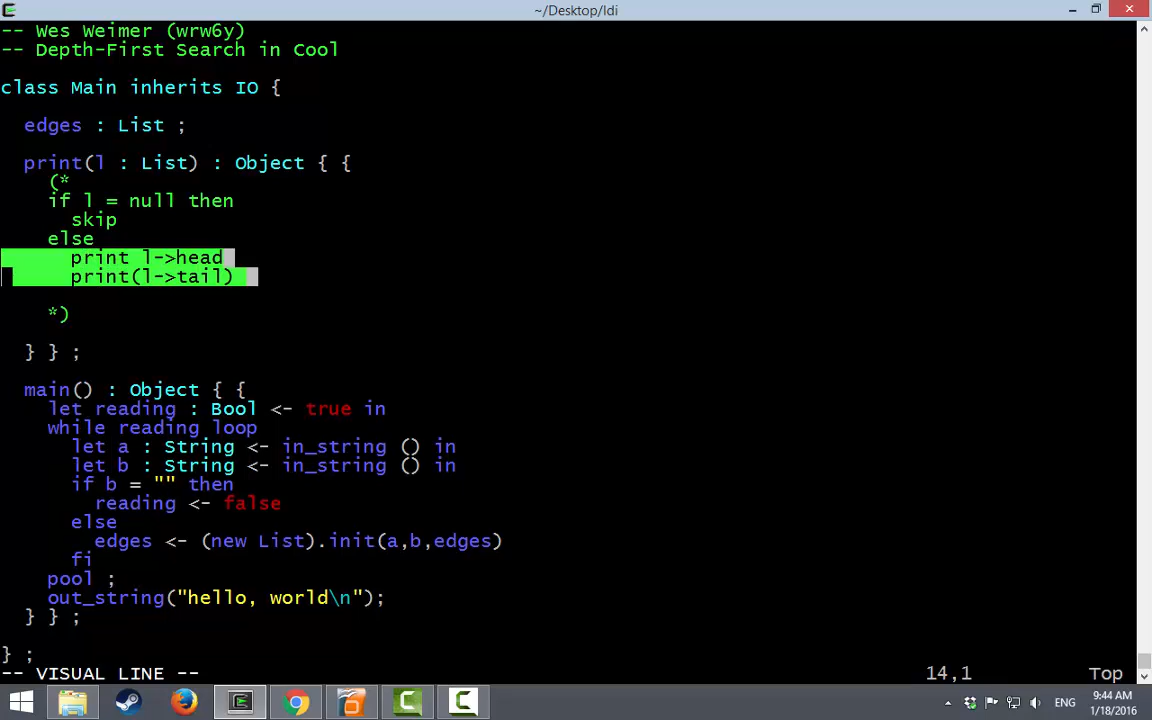 ~/Desktop/ldi
-- Wes Weimer (wrw6y)
-- Depth-First Search in Cool
class Main inherits IO {
  edges : List ;
  print(l : List) : Object { {
    (*
    if l = null then
      skip
    else
      print l->head
      print(l->tail)
    *)
  } } ;
  main() : Object { {
    let reading : Bool <- true in
    while reading loop
      let a : String <- in_string () in
      let b : String <- in_string () in
      if b = "" then
        reading <- false
      else
        edges <- (new List).init(a,b,edges)
      fi
    pool ;
    out_string("hello, world\n");
  } } ;
} ;
-- VISUAL LINE -- 14,1 Top
ENG
9:44 AM
1/18/2016